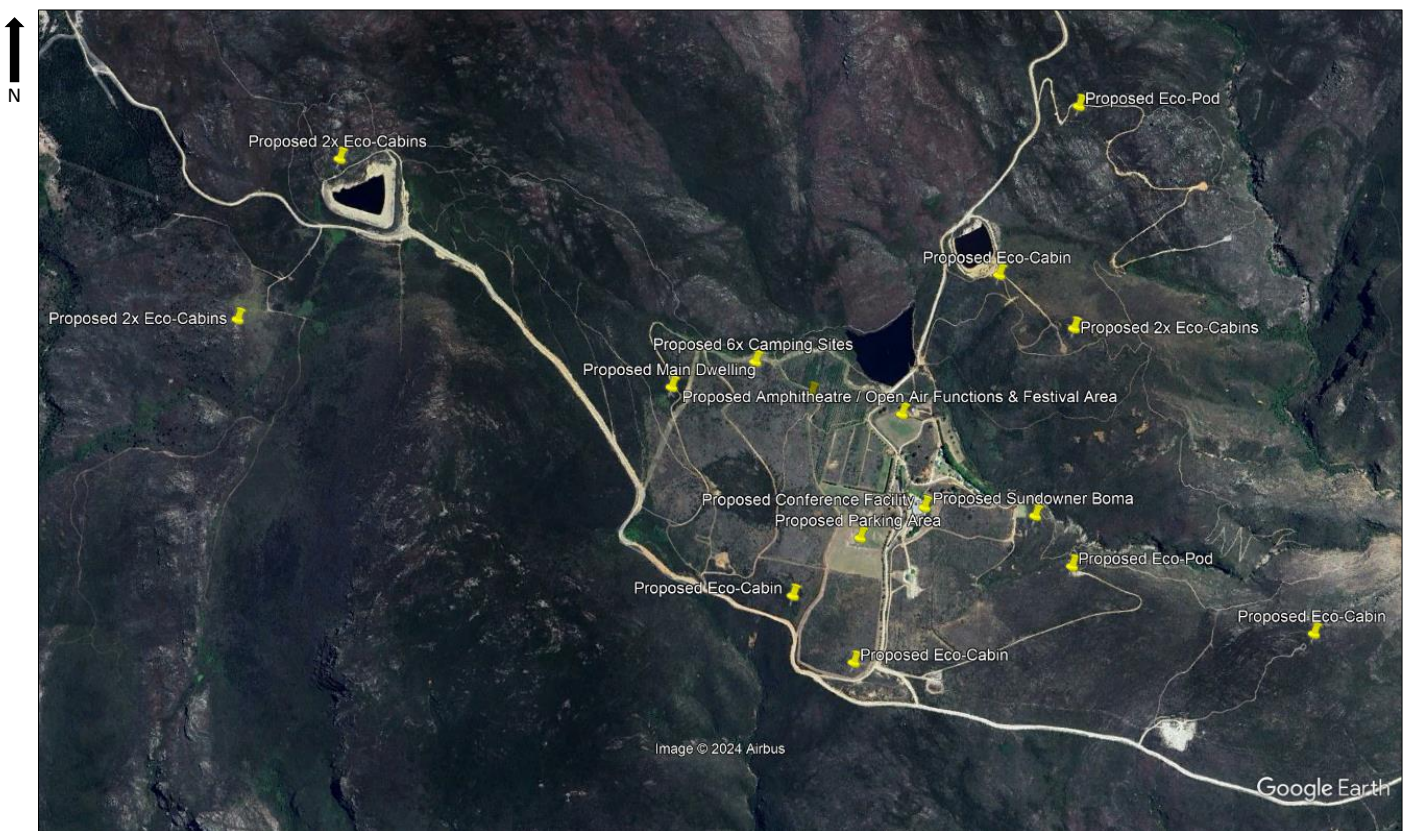 N
Proposed Eco-Pod
Proposed 2x Eco-Cabins
Proposed Eco-Cabin
Proposed 2x Eco-Cabins
Proposed 2x Eco-Cabins
Proposed 6x Camping Sites
Proposed Main Dwelling
Proposed Amphitheatre / Open Air Functions & Festival Area
Proposed Conference Facility
Proposed Sundowner Boma
Proposed Parking Area
Proposed Eco-Pod
Proposed Eco-Cabin
Proposed Eco-Cabin
Proposed Eco-Cabin
Image © 2024 Airbus
Google Earth